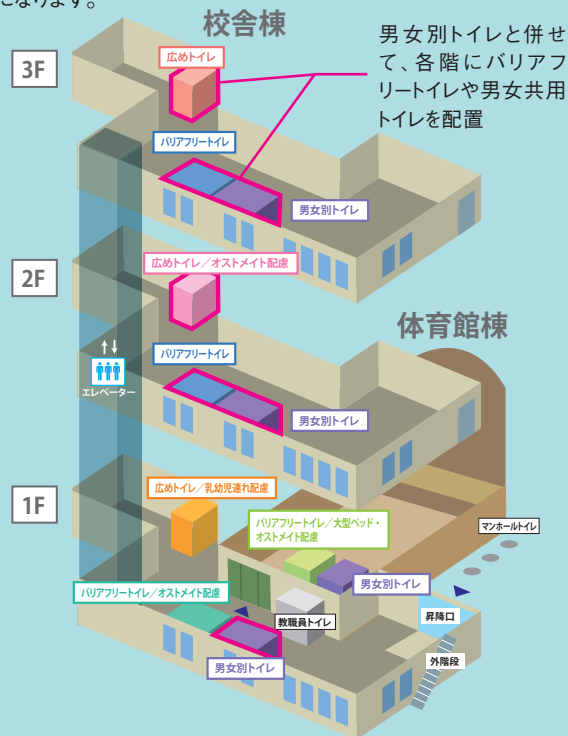 になります。
校舎棟
男女別トイレと併せ
て、各階にバリアフ
リートイレや男女共用
トイレを配置
3F
広めトイレ
バリアフリートイレ
男女別トイレ
2F
広めトイレ／オストメイト配慮
体育館棟
バリアフリートイレ
エレベーター
男女別トイレ
1F
広めトイレ／乳幼児連れ配慮
バリアフリートイレ／大型ベッド・
オストメイト配慮
マンホールトイレ
男女別トイレ
バリアフリートイレ／オストメイト配慮
教職員トイレ
昇降口
男女別トイレ
外階段